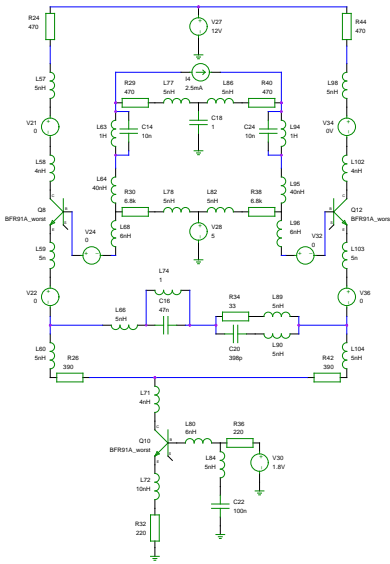 R24
470
V27
12V
R44
470
I4
2.5mA
L57
5nH
R29
470
L77
5nH
L86
5nH
R40
470
L98
5nH
V21
0
L63
1H
C14
10n
C18
1
C24
10n
L94
1H
V34
0V
L58
4nH
L102
4nH
L64
40nH
L95
40nH
Q8
BFR91A_worst
R30
6.8k
L78
5nH
L82
5nH
R38
6.8k
Q12
BFR91A_worst
V24
0
L68
6nH
V28
5
L96
6nH
V32
0
L59
5n
L103
5n
V22
0
L74
1
V36
0
L66
5nH
C16
47n
R34
33
L89
5nH
C20
398p
L90
5nH
L60
5nH
R26
390
R42
390
L104
5nH
L71
4nH
Q10
BFR91A_worst
L80
6nH
R36
220
L84
5nH
V30
1.8V
L72
10nH
C22
100n
R32
220